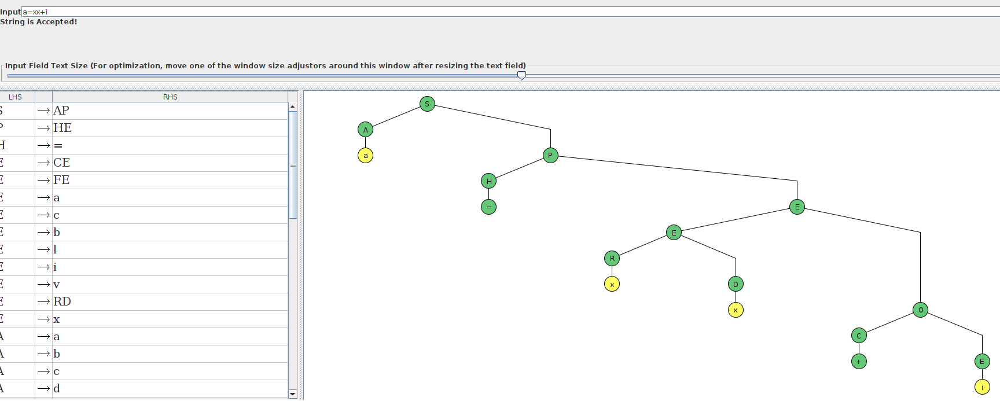 Input a=xx+i
String is Accepted!
Input Field Text Size (For optimization, move one of the window size adjustors around this window after resizing the text field)
LHS RHS
S → AP
P → HE
H → =
E → CE
E → FE
E → a
E → c
E → b
E → l
E → i
E → v
E → RD
E → x
A → a
A → b
A → c
A → d
S
A
a
P
H
=
E
E
R
x
D
x
O
C
+
E
i